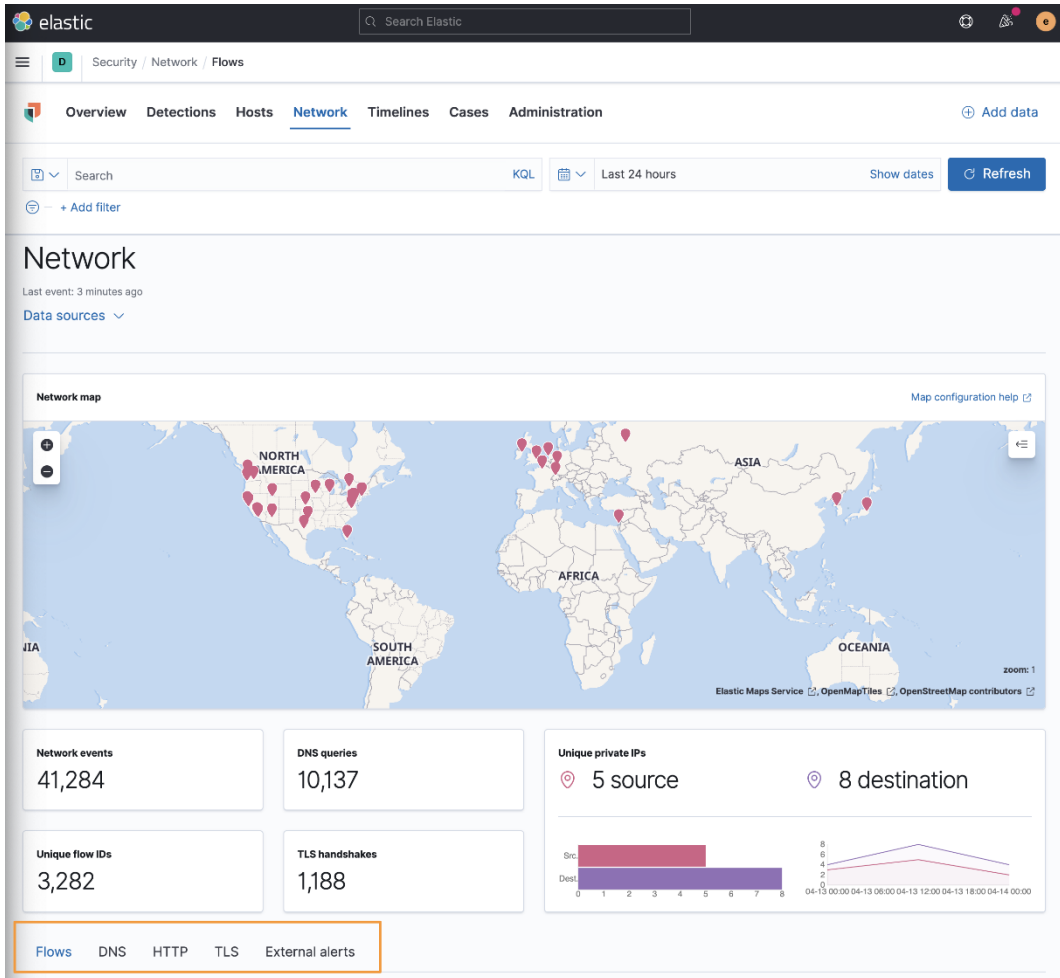 elastic
Search Elastic
e
D
Security / Network / Flows
Overview Detections Hosts Network Timelines Cases Administration
Add data
Search
KQL
Last 24 hours
Show dates
Refresh
+ Add filter
Network
Last event: 3 minutes ago
Data sources
Network map
Map configuration help
NORTH
AMERICA
ASIA
AFRICA
SOUTH
AMERICA
OCEANIA
IIA
zoom: 1
Elastic Maps Service , OpenMapTiles , OpenStreetMap contributors
Network events
41,284
DNS queries
10,137
Unique private IPs
5 source
8 destination
Unique flow IDs
3,282
TLS handshakes
1,188
Src.
Dest.
0 1 2 3 4 5 6 7 8
8
6
4
2
0
04-13 00:00 04-13 06:00 04-13 12:00 04-13 18:00 04-14 00:00
Flows DNS HTTP TLS External alerts